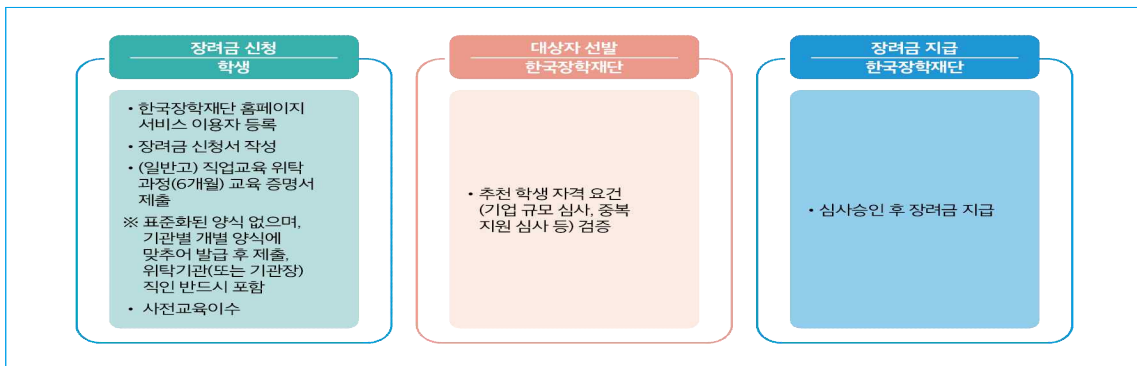 장려금 신청
학생
• 한국장학재단 홈페이지
서비스 이용자 등록
• 장려금 신청서 작성
• (일반고) 직업교육 위탁
과정(6개월) 교육 증명서
제출
※ 표준화된 양식 없으며,
기관별 개별 양식에
맞추어 발급 후 제출,
위탁기관(또는 기관장)
직인 반드시 포함
• 사전교육이수
대상자 선발
한국장학재단
• 추천 학생 자격 요건
(기업 규모 심사, 중복
지원 심사 등) 검증
장려금 지급
한국장학재단
• 심사승인 후 장려금 지급